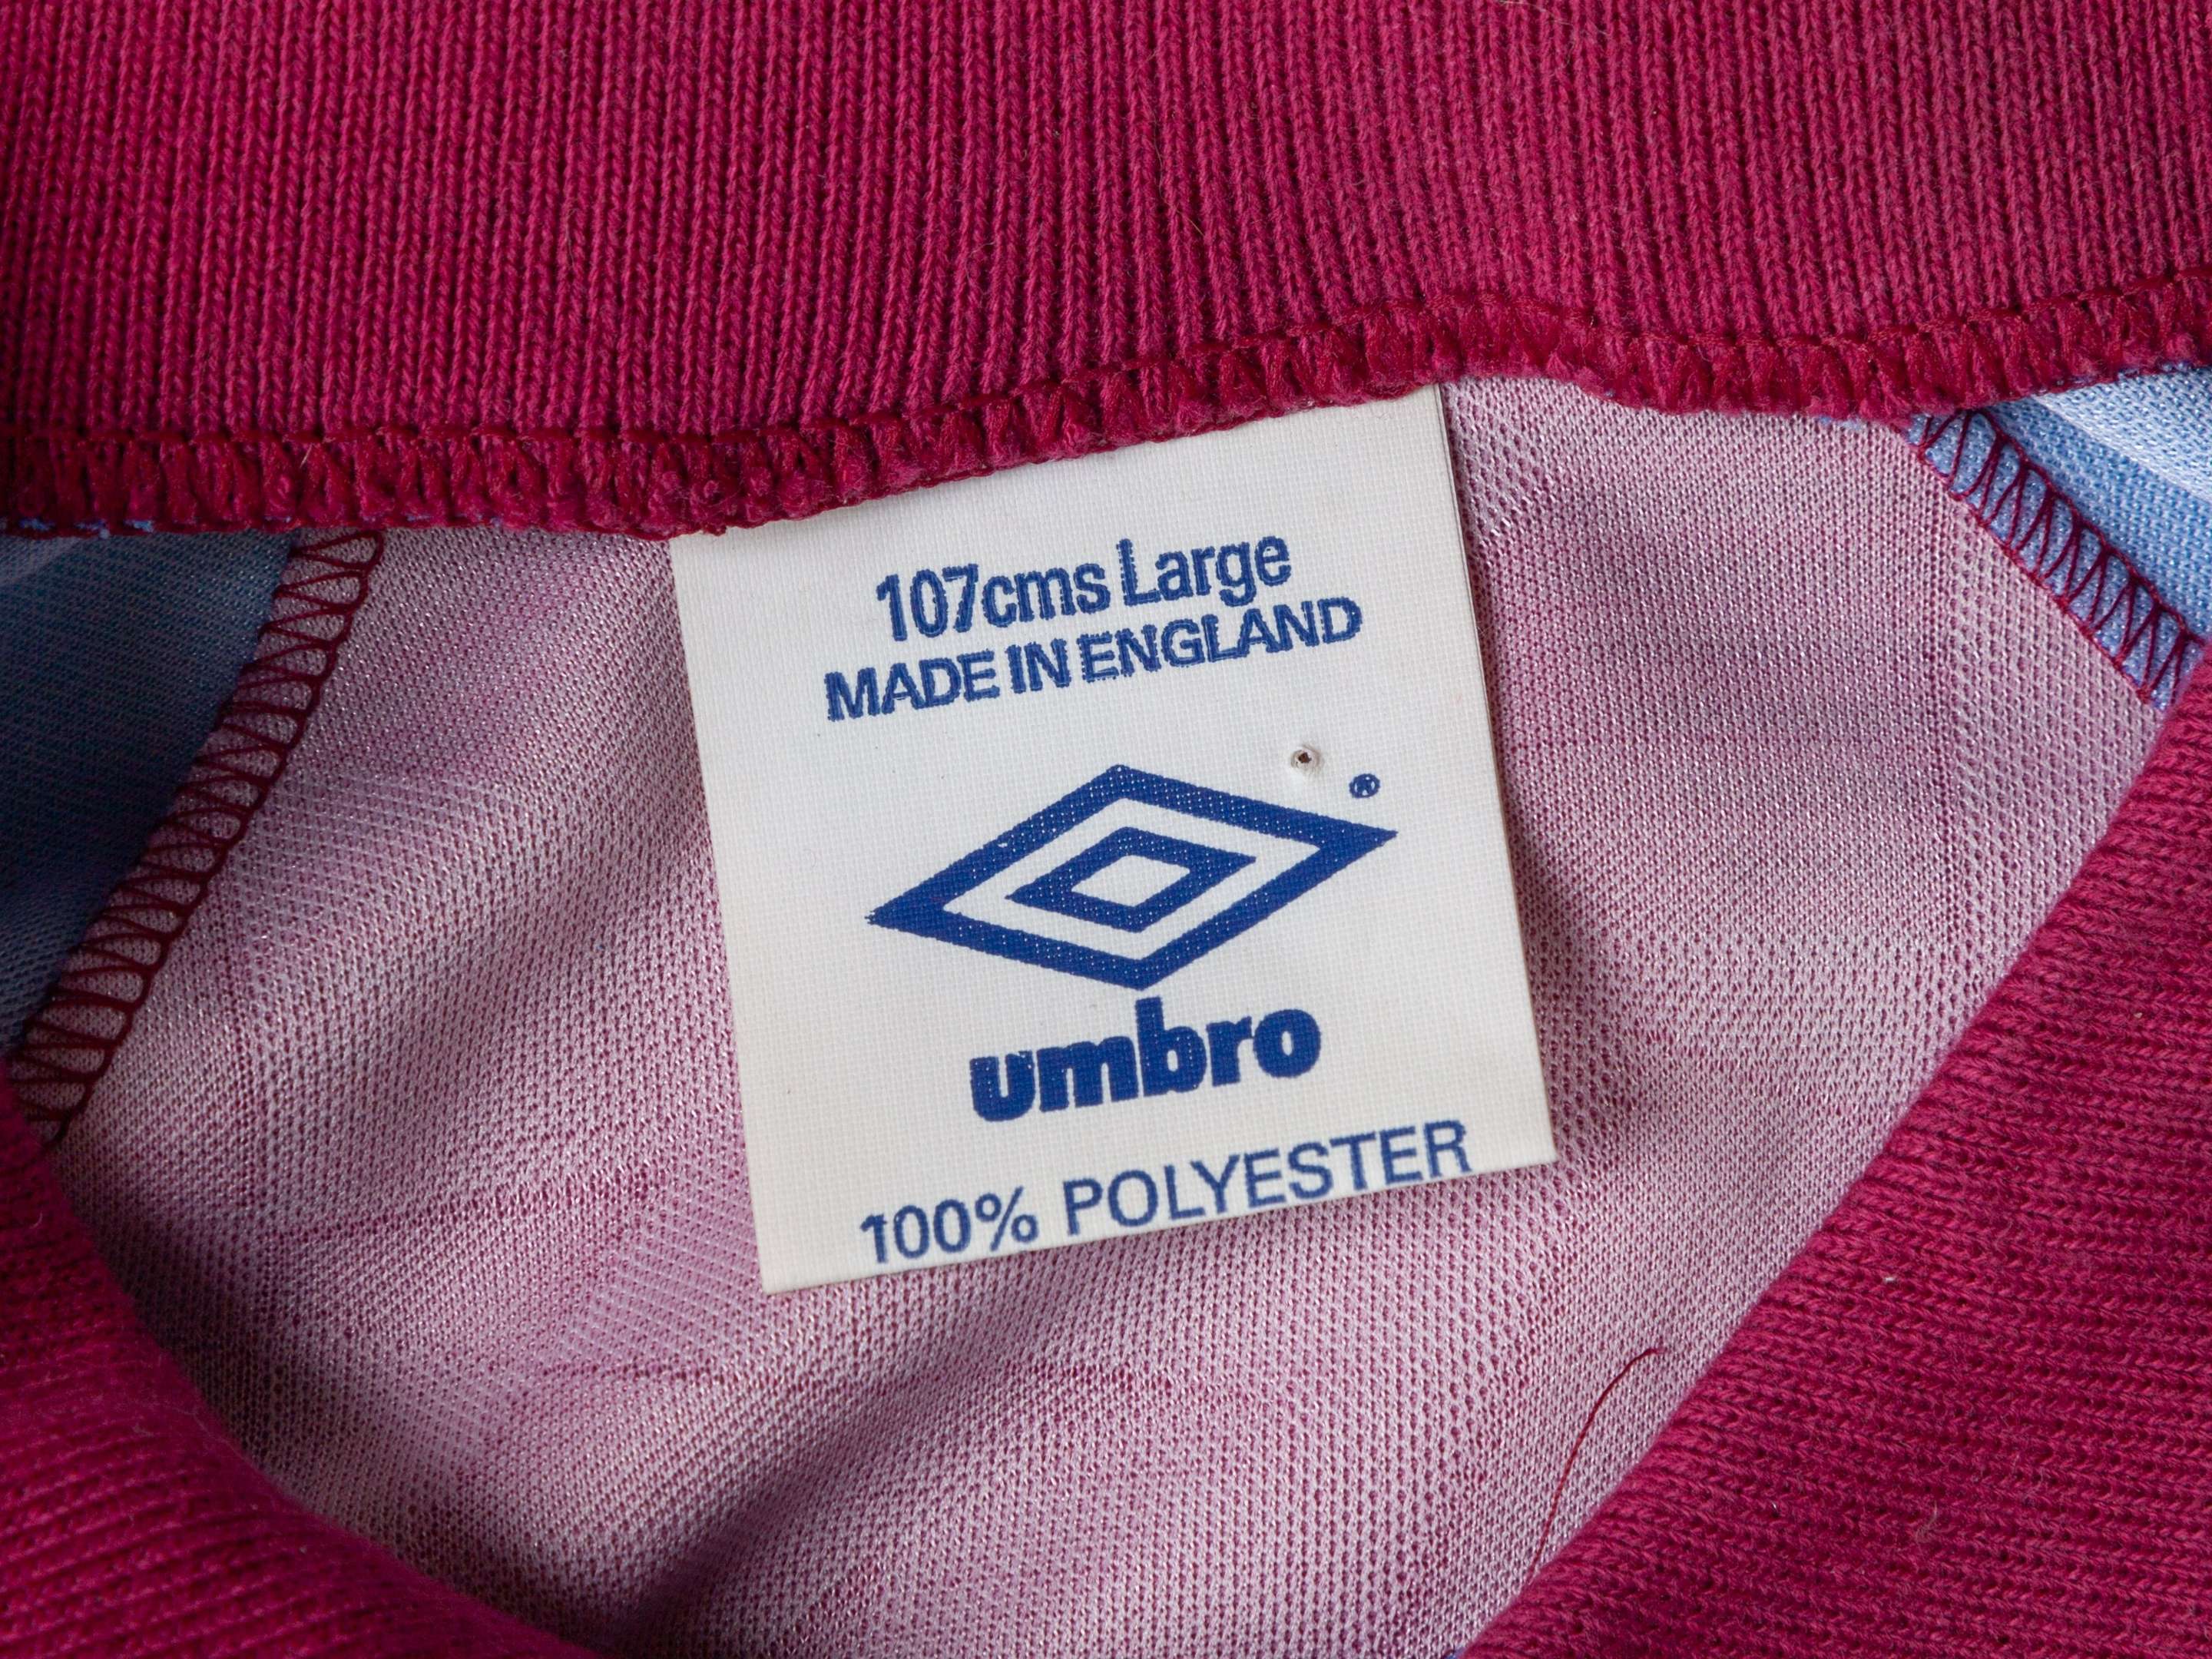 107cms Large
MADE IN ENGLAND
®
umbro
100% POLYESTER